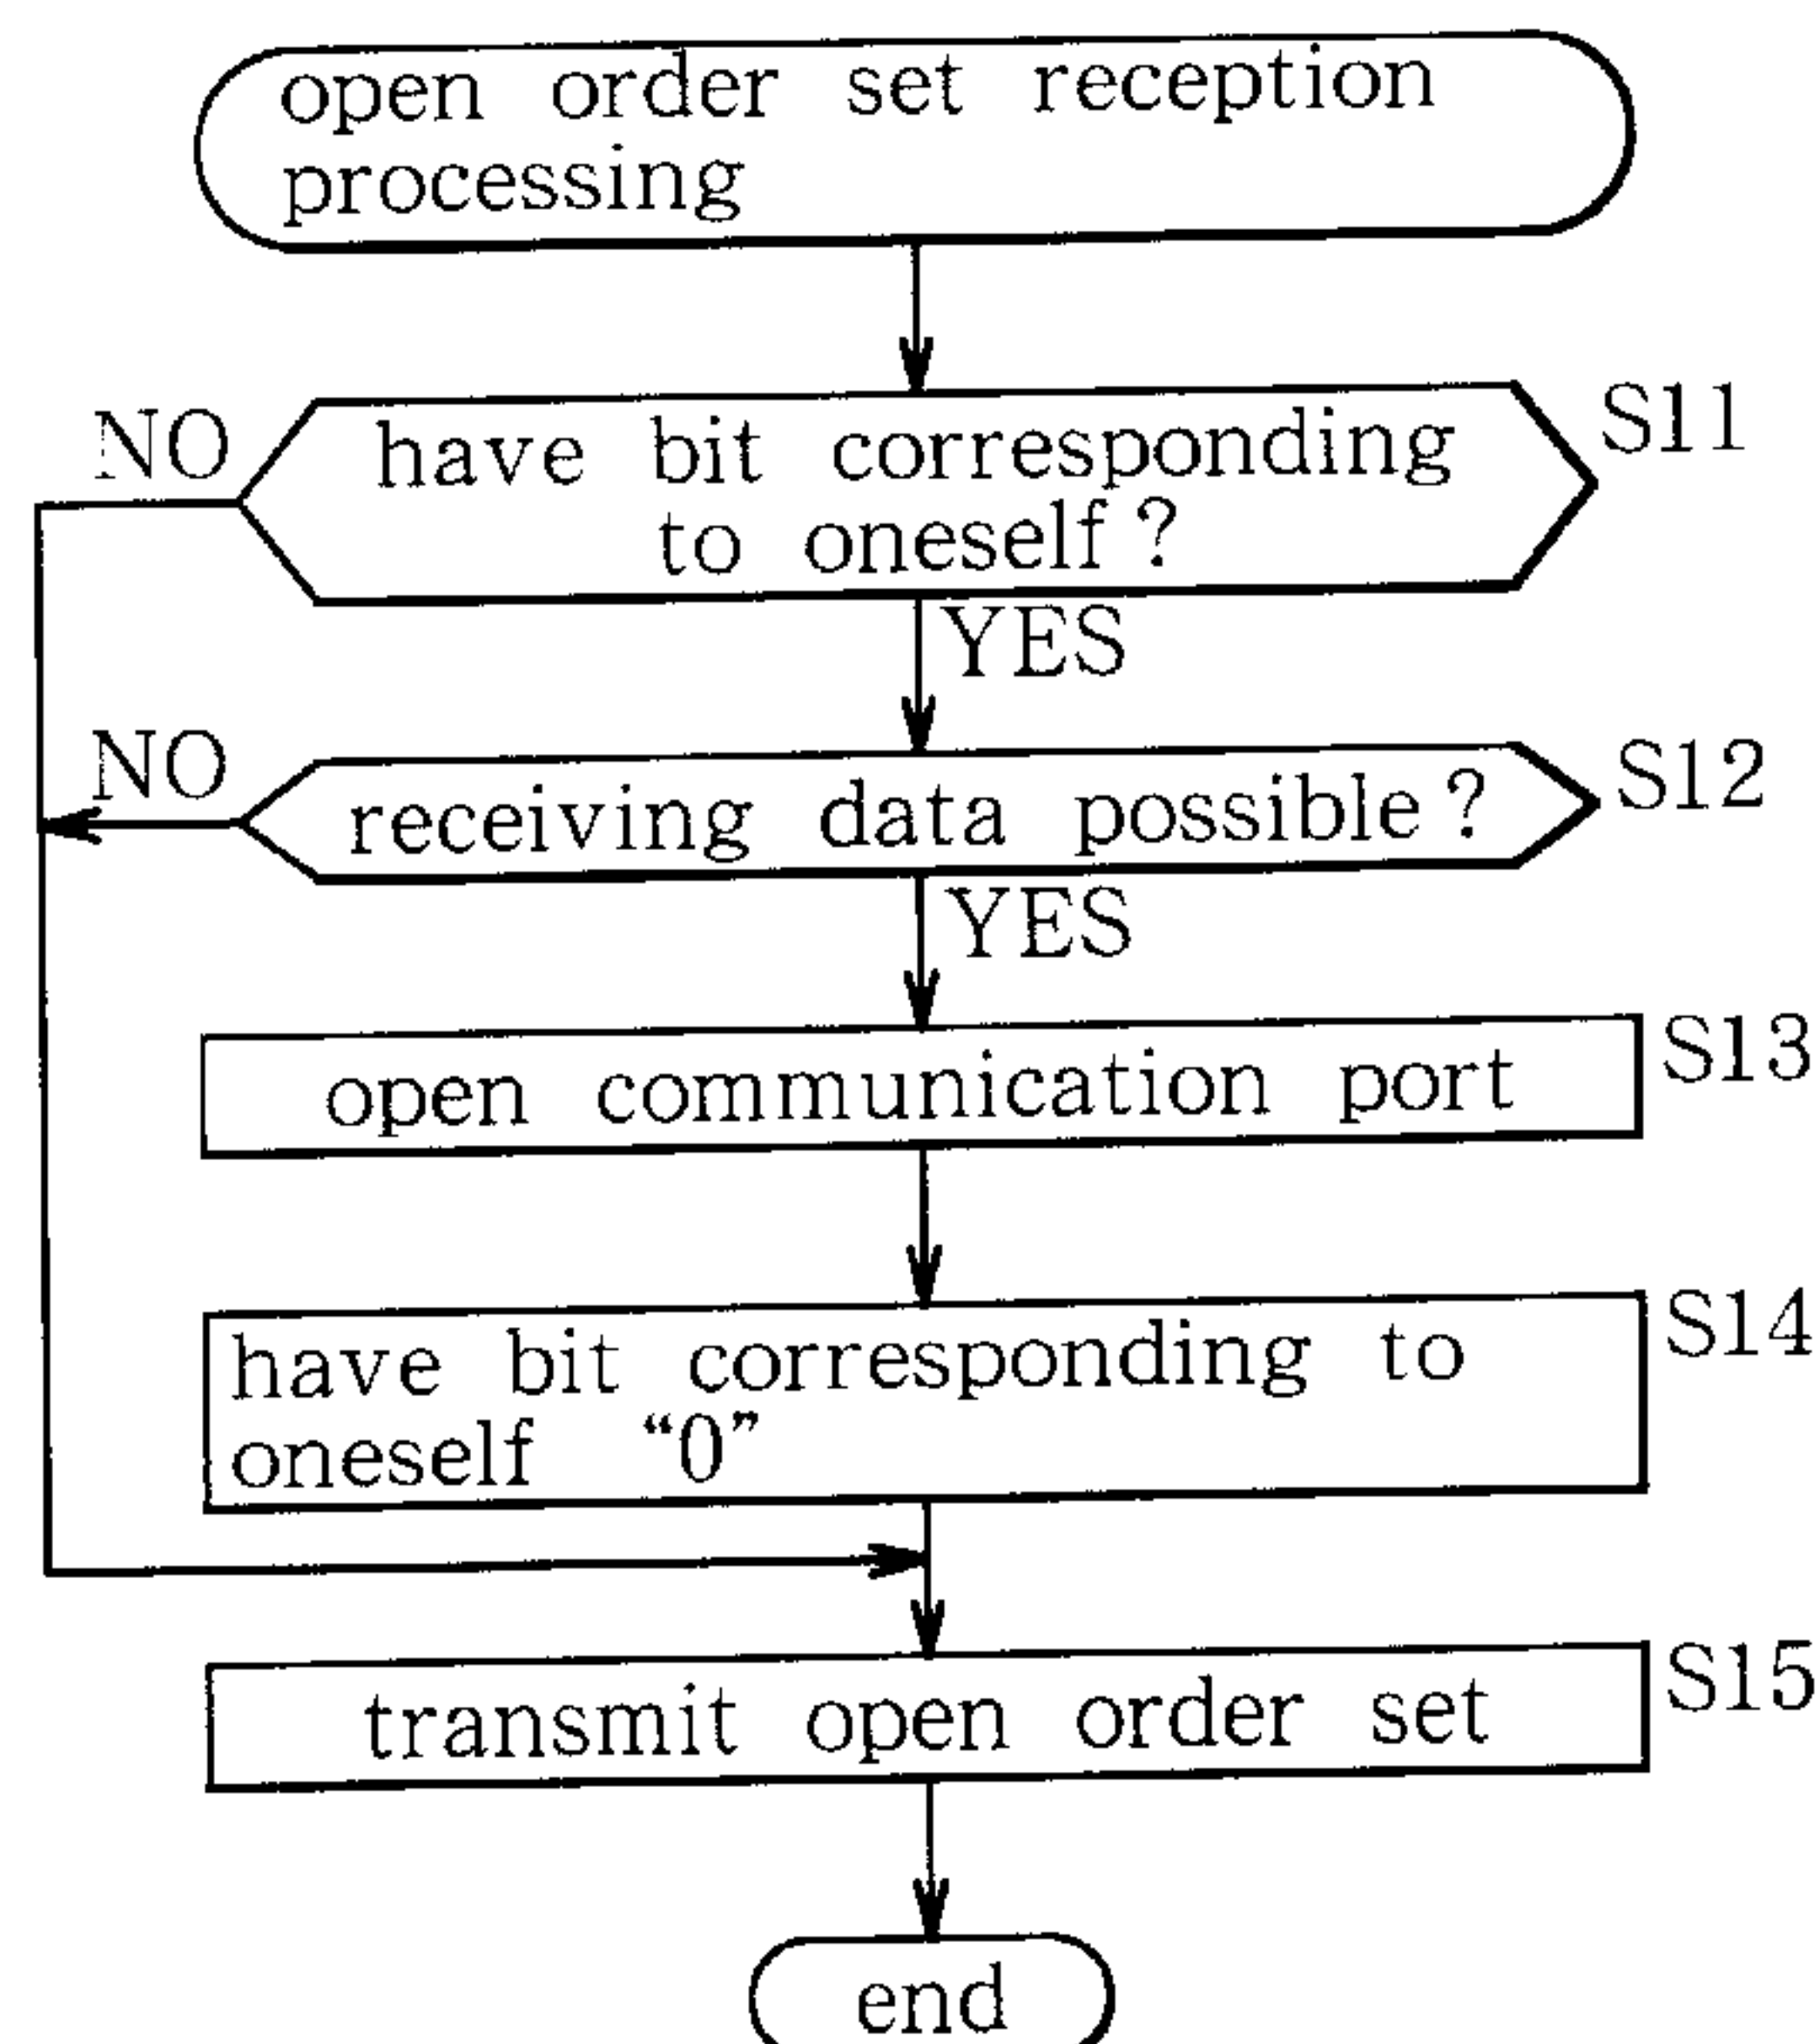 open order set reception
processing
NO
have bit corresponding
to oneself?
S11
YES
NO
receiving data possible?
S12
YES
open communication port
S13
have bit corresponding to
oneself “0”
S14
transmit open order set
S15
end